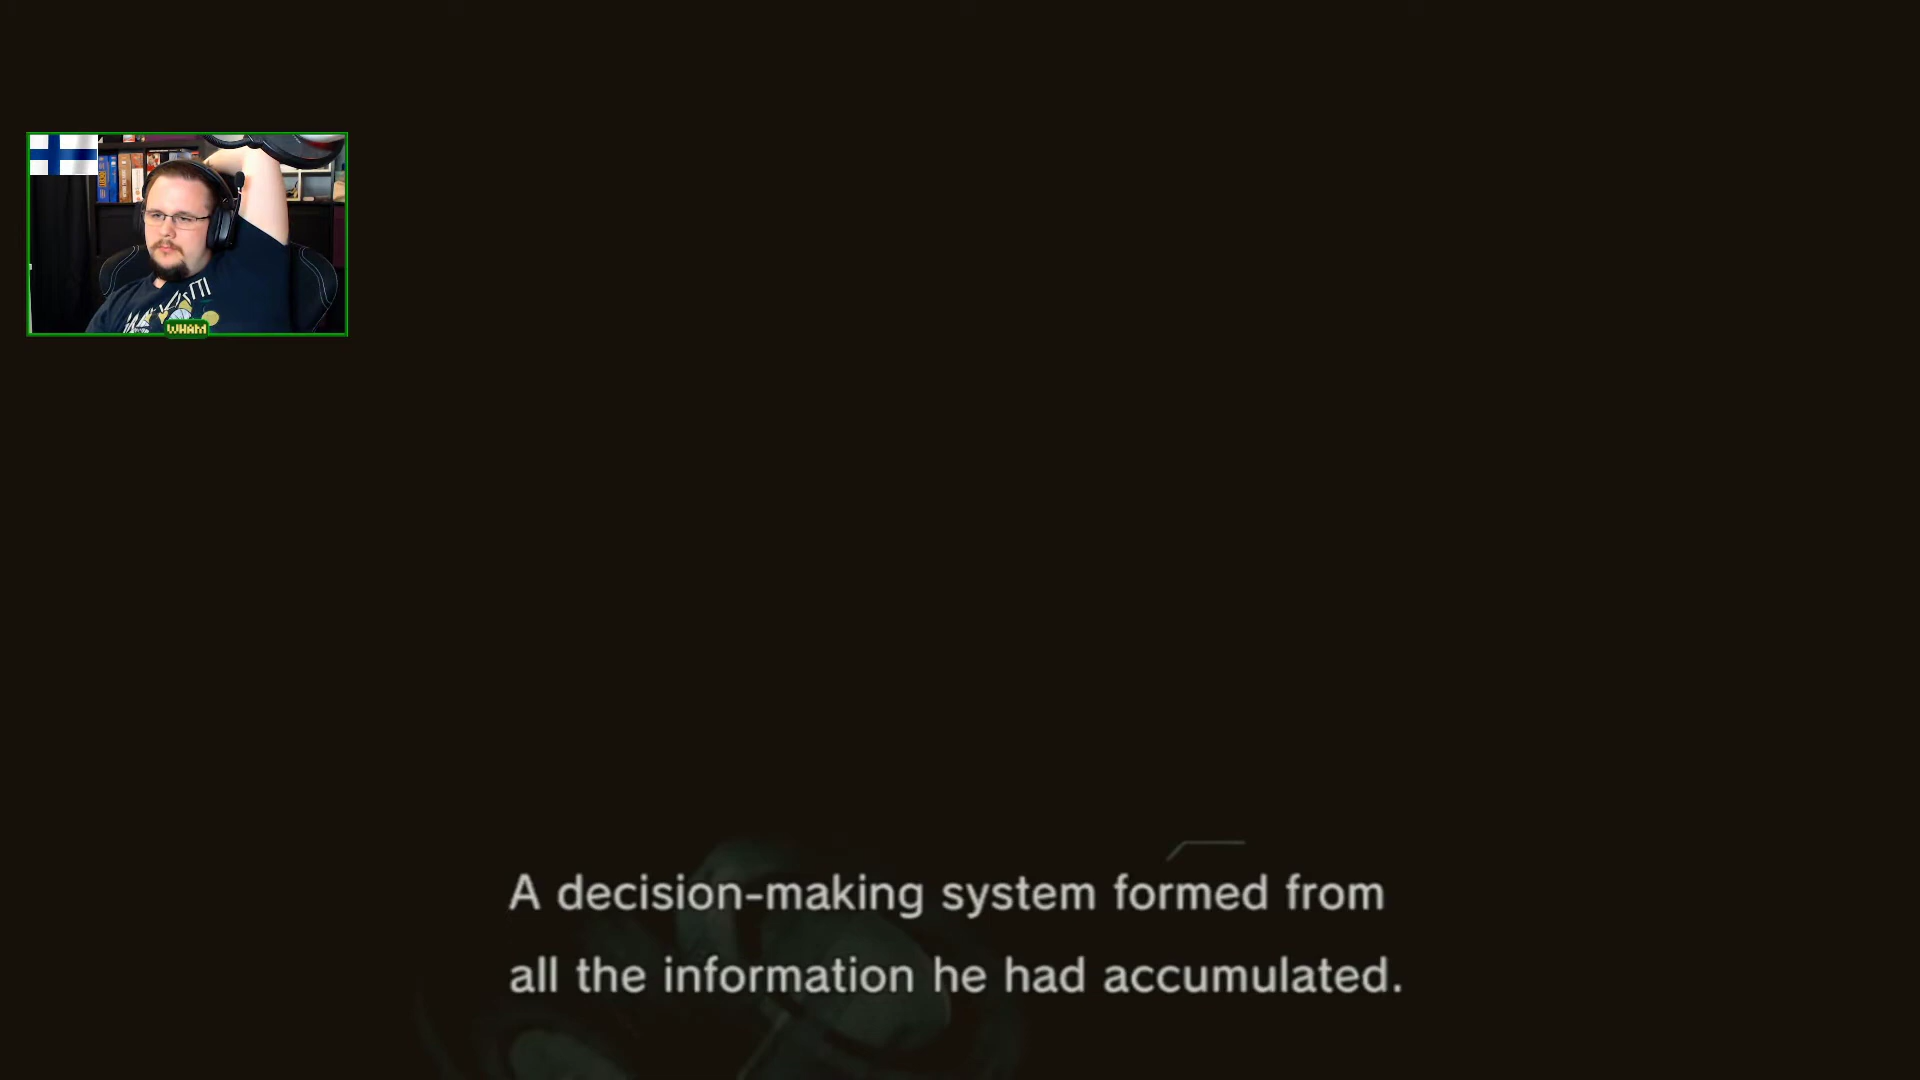 WHAM
A decision-making system formed from
all the information he had accumulated.